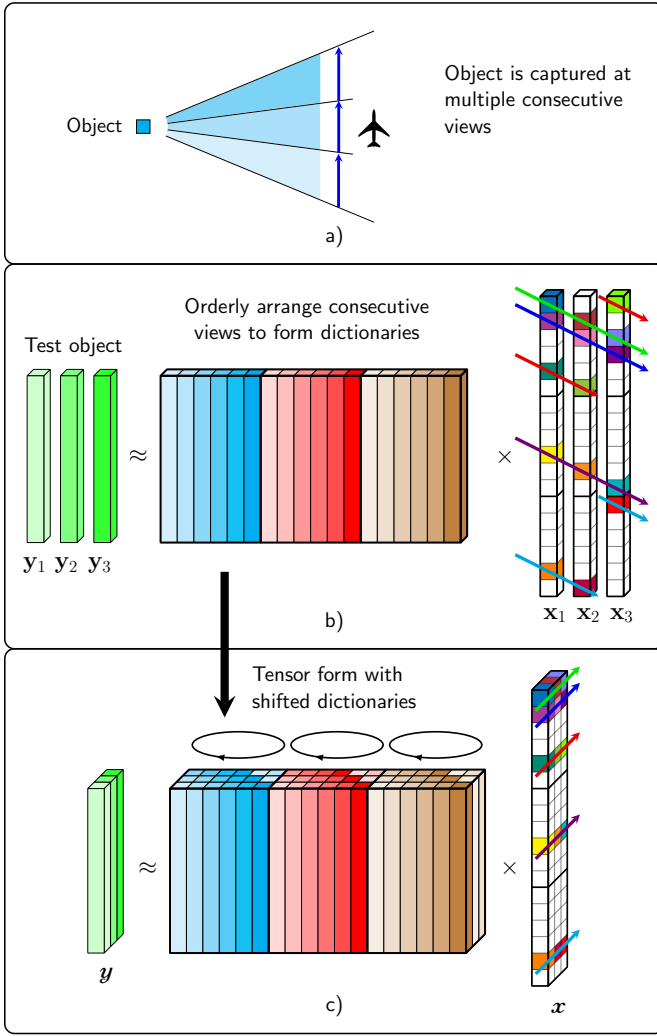 Object
Object is captured at
multiple consecutive
views
a)
Orderly arrange consecutive
views to form dictionaries
Test object
≈
×
y₁ y₂ y₃
x₁ x₂ x₃
b)
Tensor form with
shifted dictionaries
≈
×
y
x
c)